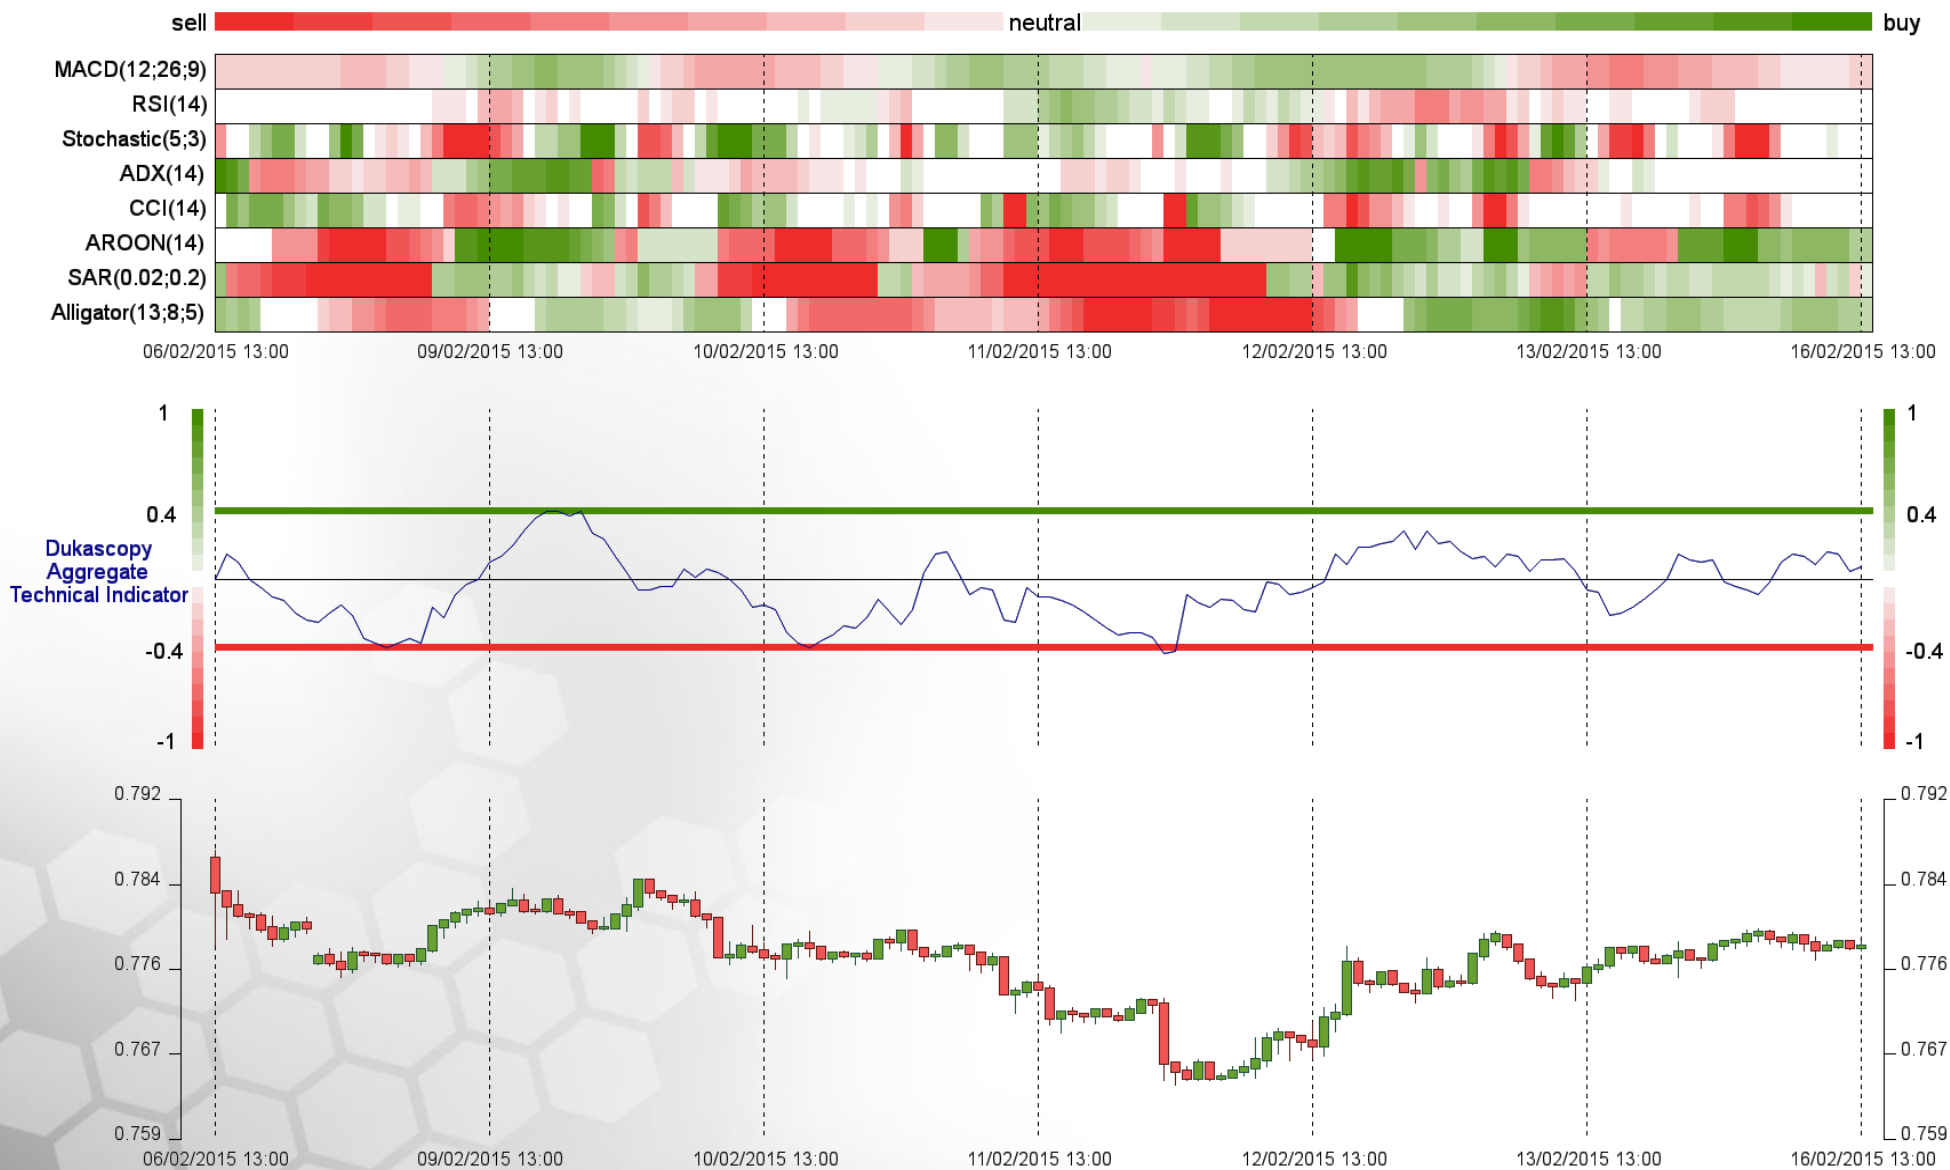 sell neutral buy
MACD(12;26;9)
RSI(14)
Stochastic(5;3)
ADX(14)
CCI(14)
AROON(14)
SAR(0.02;0.2)
Alligator(13;8;5)
06/02/2015 13:00 09/02/2015 13:00 10/02/2015 13:00 11/02/2015 13:00 12/02/2015 13:00 13/02/2015 13:00 16/02/2015 13:00
1 1
0.4 0.4
Dukascopy
Aggregate
Technical Indicator
-0.4 -0.4
-1 -1
0.792 0.792
0.784 0.784
0.776 0.776
0.767 0.767
0.759 0.759
06/02/2015 13:00 09/02/2015 13:00 10/02/2015 13:00 11/02/2015 13:00 12/02/2015 13:00 13/02/2015 13:00 16/02/2015 13:00